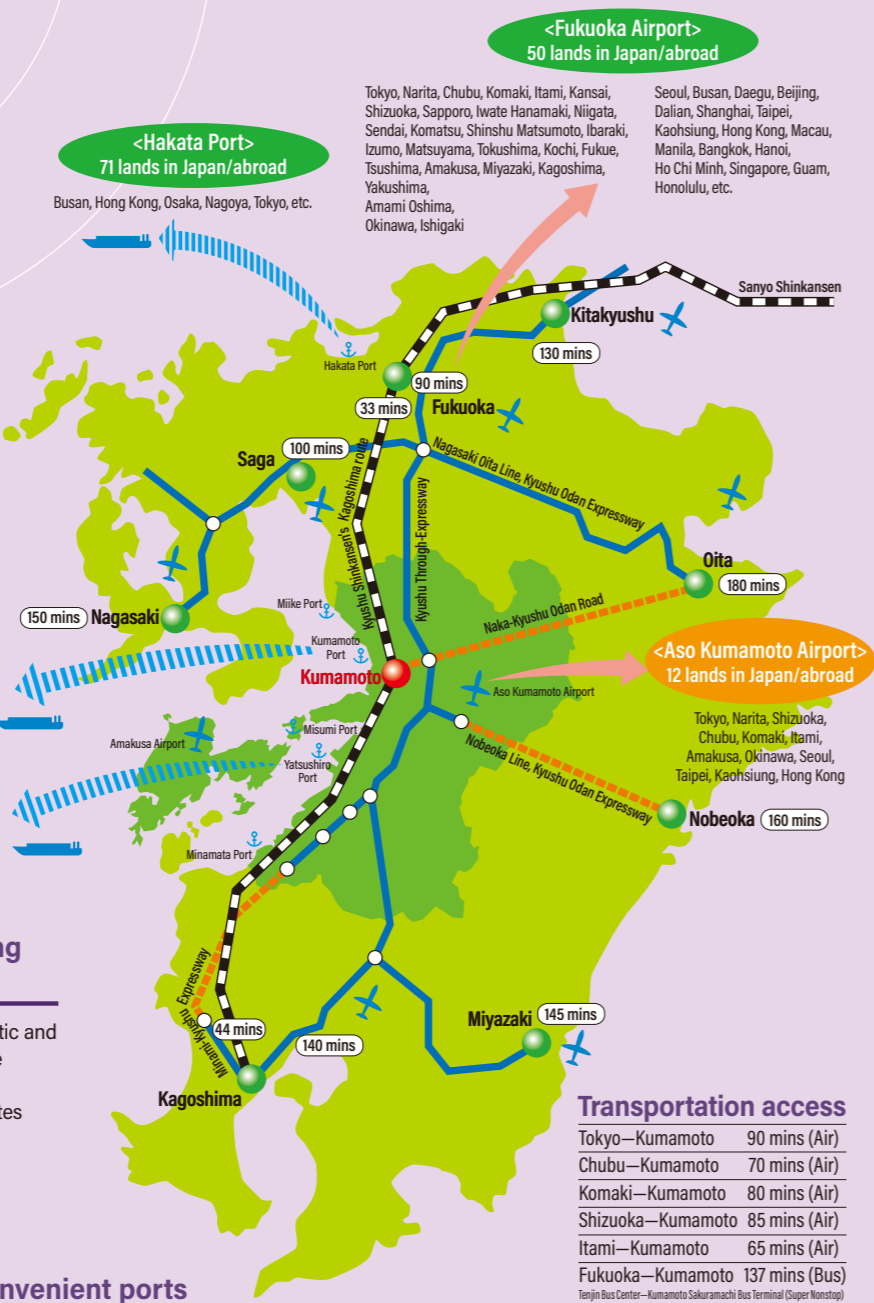 <Fukuoka Airport>
50 lands in Japan/abroad
Tokyo, Narita, Chubu, Komaki, Itami, Kansai,
Shizuoka, Sapporo, Iwate Hanamaki, Niigata,
Sendai, Komatsu, Shinshu Matsumoto, Ibaraki,
Izumo, Matsuyama, Tokushima, Kochi, Fukue,
Tsushima, Amakusa, Miyazaki, Kagoshima,
Yakushima,
Amami Oshima,
Okinawa, Ishigaki
Seoul, Busan, Daegu, Beijing,
Dalian, Shanghai, Taipei,
Kaohsiung, Hong Kong, Macau,
Manila, Bangkok, Hanoi,
Ho Chi Minh, Singapore, Guam,
Honolulu, etc.
<Hakata Port>
71 lands in Japan/abroad
Busan, Hong Kong, Osaka, Nagoya, Tokyo, etc.
Sanyo Shinkansen
Kitakyushu
130 mins
Hakata Port
90 mins
33 mins
Fukuoka
Saga
100 mins
Nagasaki Oita Line, Kyushu Odan Expressway
Kyushu Shinkansen's Kagoshima route
Kyushu Through-Expressway
Oita
180 mins
150 mins
Nagasaki
Miike Port
Naka-Kyushu Odan Road
Kumamoto
Port
Kumamoto
<Aso Kumamoto Airport>
12 lands in Japan/abroad
Aso Kumamoto Airport
Tokyo, Narita, Shizuoka,
Chubu, Komaki, Itami,
Amakusa, Okinawa, Seoul,
Taipei, Kaohsiung, Hong Kong
Amakusa Airport
Misumi Port
Yatsushiro
Port
Nobeoka Line, Kyushu Odan Expressway
Nobeoka
160 mins
Minamata Port
ng
tic and
e
tes
Minami-Kyushu Expressway
44 mins
140 mins
Miyazaki
145 mins
Kagoshima
Transportation access
Tokyo—Kumamoto 90 mins (Air)
Chubu—Kumamoto 70 mins (Air)
Komaki—Kumamoto 80 mins (Air)
Shizuoka—Kumamoto 85 mins (Air)
Itami—Kumamoto 65 mins (Air)
Fukuoka—Kumamoto 137 mins (Bus)
Tenjin Bus Center—Kumamoto Sakuramachi Bus Terminal (Super Nonstop)
nvenient ports